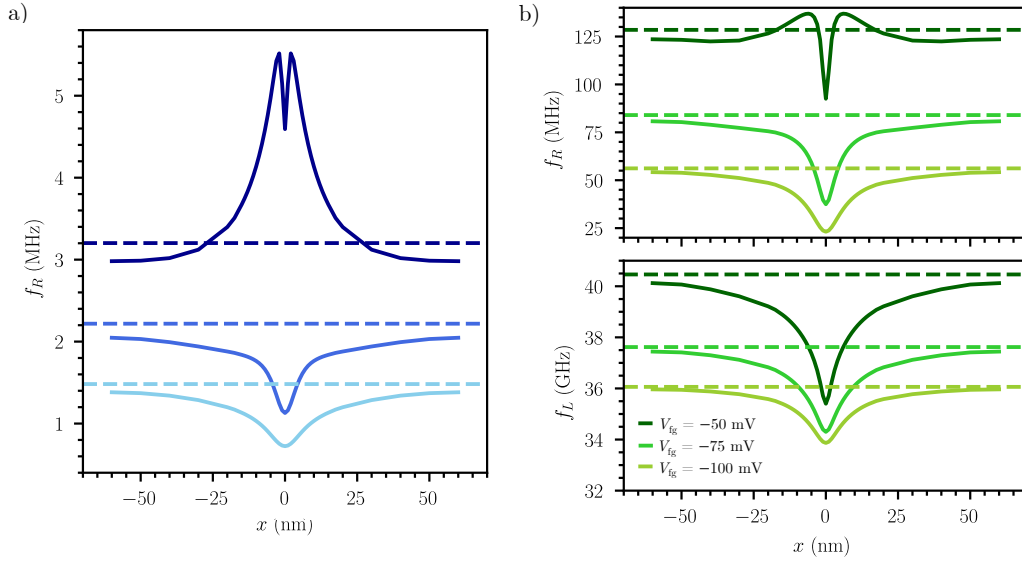 a)
5
4
3
2
1
f_R (MHz)
−50
−25
0
25
50
x (nm)
b)
125
100
75
50
25
f_R (MHz)
40
38
36
34
32
f_L (GHz)
V_fg = −50 mV
V_fg = −75 mV
V_fg = −100 mV
−50
−25
0
25
50
x (nm)